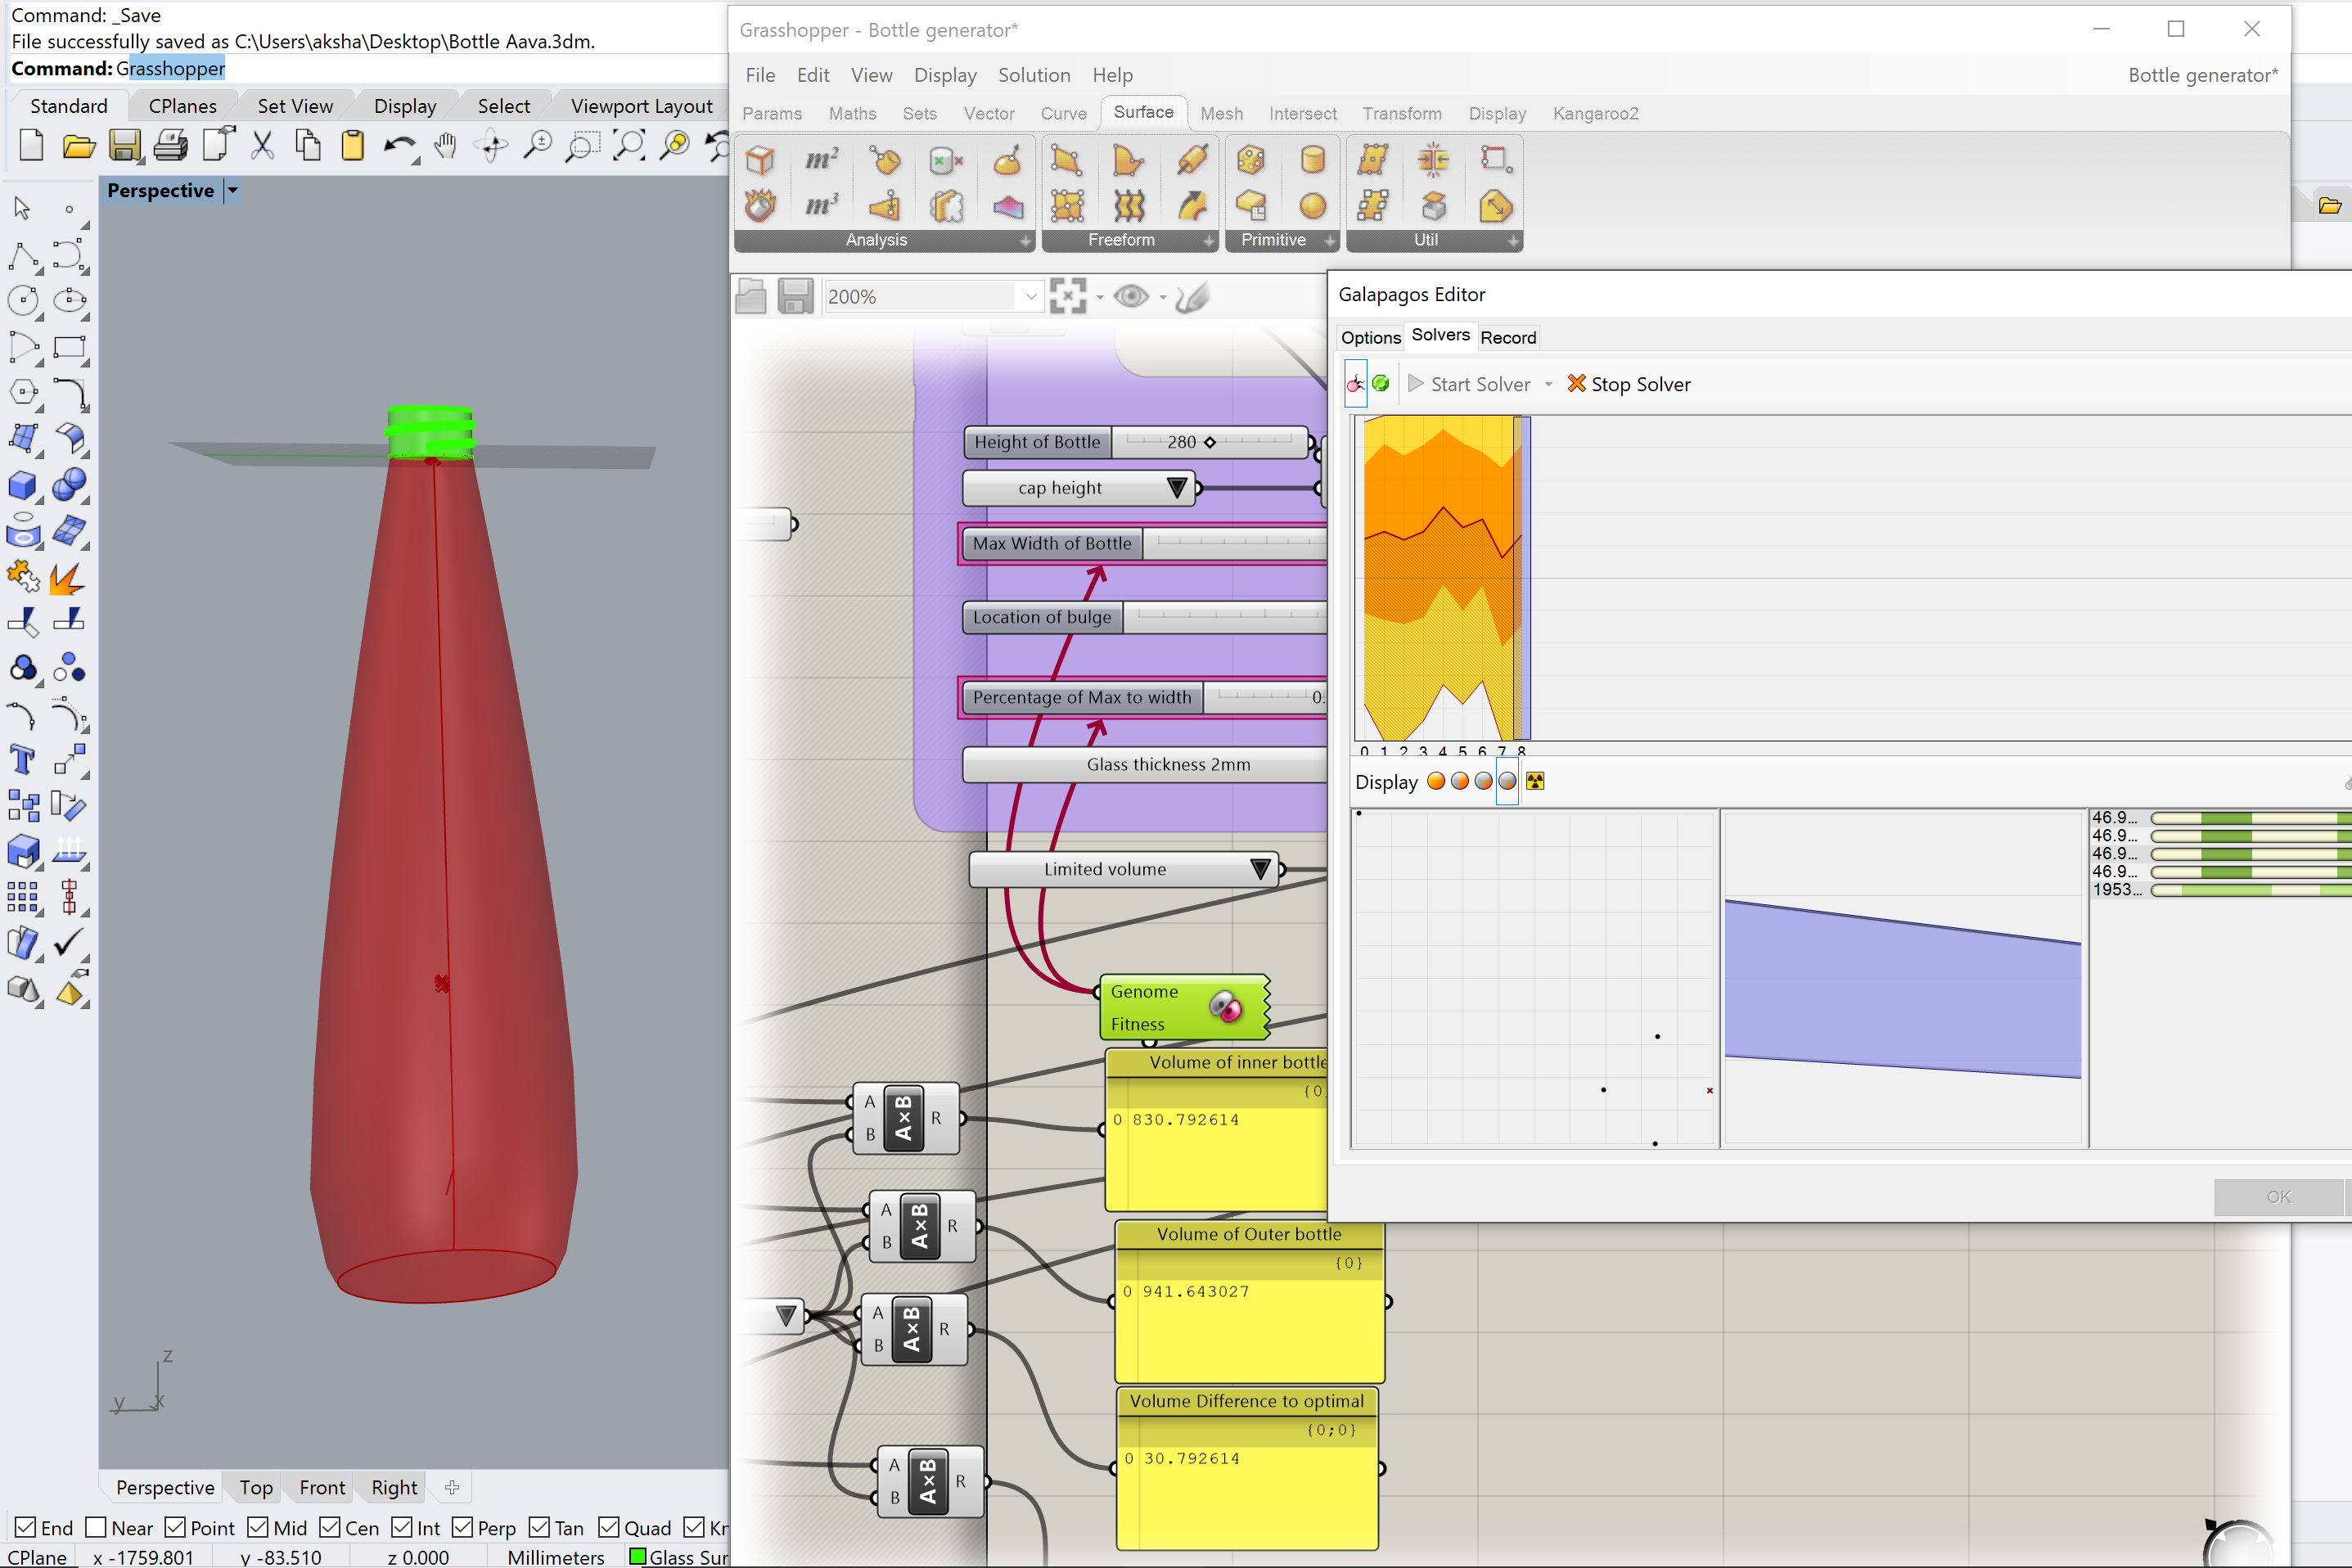 Command: _Save
File successfully saved as C:\Users\aksha\Desktop\Bottle Aava.3dm.
Command: Grasshopper
Standard CPlanes Set View Display Select Viewport Layout
Perspective
Grasshopper - Bottle generator*
File Edit View Display Solution Help
Bottle generator*
Params Maths Sets Vector Curve Surface Mesh Intersect Transform Display Kangaroo2
m²
m³
Analysis Freeform Primitive Util
200%
Height of Bottle 280
cap height
Max Width of Bottle
Location of bulge
Percentage of Max to width 0.
Glass thickness 2mm
Limited volume
Genome
Fitness
Volume of inner bottle
{0
0 830.792614
Volume of Outer bottle
{0}
0 941.643027
Volume Difference to optimal
{0;0}
0 30.792614
A
B
A×B
R
A
B
A×B
R
A
B
A×B
R
A
B
A×B
R
Galapagos Editor
Options Solvers Record
Start Solver Stop Solver
0 1 2 3 4 5 6 7 8
Display
46.9...
46.9...
46.9...
46.9...
1953...
OK
z
y x
Perspective Top Front Right
End Near Point Mid Cen Int Perp Tan Quad Kn
CPlane x -1759.801 y -83.510 z 0.000 Millimeters Glass Sur